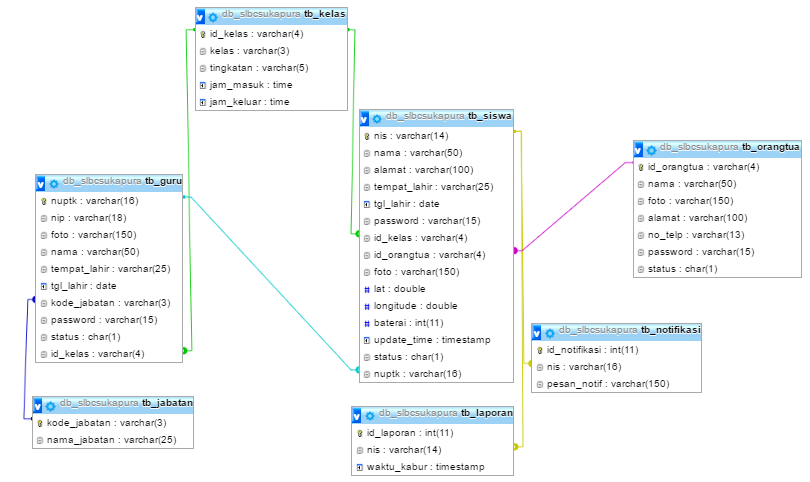 db_slbcsukapura tb_kelas
id_kelas : varchar(4)
kelas : varchar(3)
tingkatan : varchar(5)
jam_masuk : time
jam_keluar : time
db_slbcsukapura tb_siswa
nis : varchar(14)
nama : varchar(50)
alamat : varchar(100)
tempat_lahir : varchar(25)
tgl_lahir : date
password : varchar(15)
id_kelas : varchar(4)
id_orangtua : varchar(4)
foto : varchar(150)
lat : double
longitude : double
baterai : int(11)
update_time : timestamp
status : char(1)
nuptk : varchar(16)
db_slbcsukapura tb_orangtua
id_orangtua : varchar(4)
nama : varchar(50)
foto : varchar(150)
alamat : varchar(100)
no_telp : varchar(13)
password : varchar(15)
status : char(1)
db_slbcsukapura tb_guru
nuptk : varchar(16)
nip : varchar(18)
foto : varchar(150)
nama : varchar(50)
tempat_lahir : varchar(25)
tgl_lahir : date
kode_jabatan : varchar(3)
password : varchar(15)
status : char(1)
id_kelas : varchar(4)
db_slbcsukapura tb_notifikasi
id_notifikasi : int(11)
nis : varchar(16)
pesan_notif : varchar(150)
db_slbcsukapura tb_jabatan
kode_jabatan : varchar(3)
nama_jabatan : varchar(25)
db_slbcsukapura tb_laporan
id_laporan : int(11)
nis : varchar(14)
waktu_kabur : timestamp